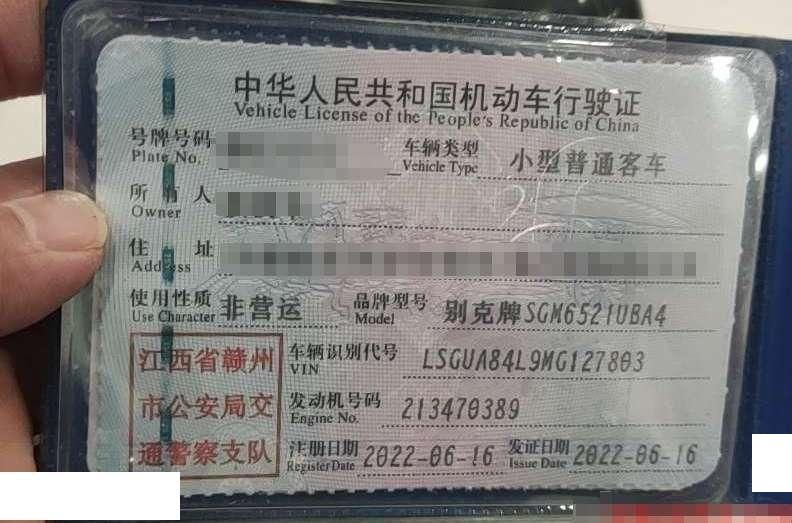 中华人民共和国机动车行驶证
Vehicle License of the People's Republic of China
号牌号码 车辆类型 小型普通客车
Plate No. Vehicle Type
所有人
Owner
住址
Address
使用性质 非营运 品牌型号 别克牌SGM6521UBA4
Use Character Model
江西省赣州
市公安局交
通警察支队
车辆识别代号 LSGUA84L9MG127803
VIN
发动机号码 213470389
Engine No.
注册日期 2022-06-16 发证日期 2022-06-16
Register Date Issue Date